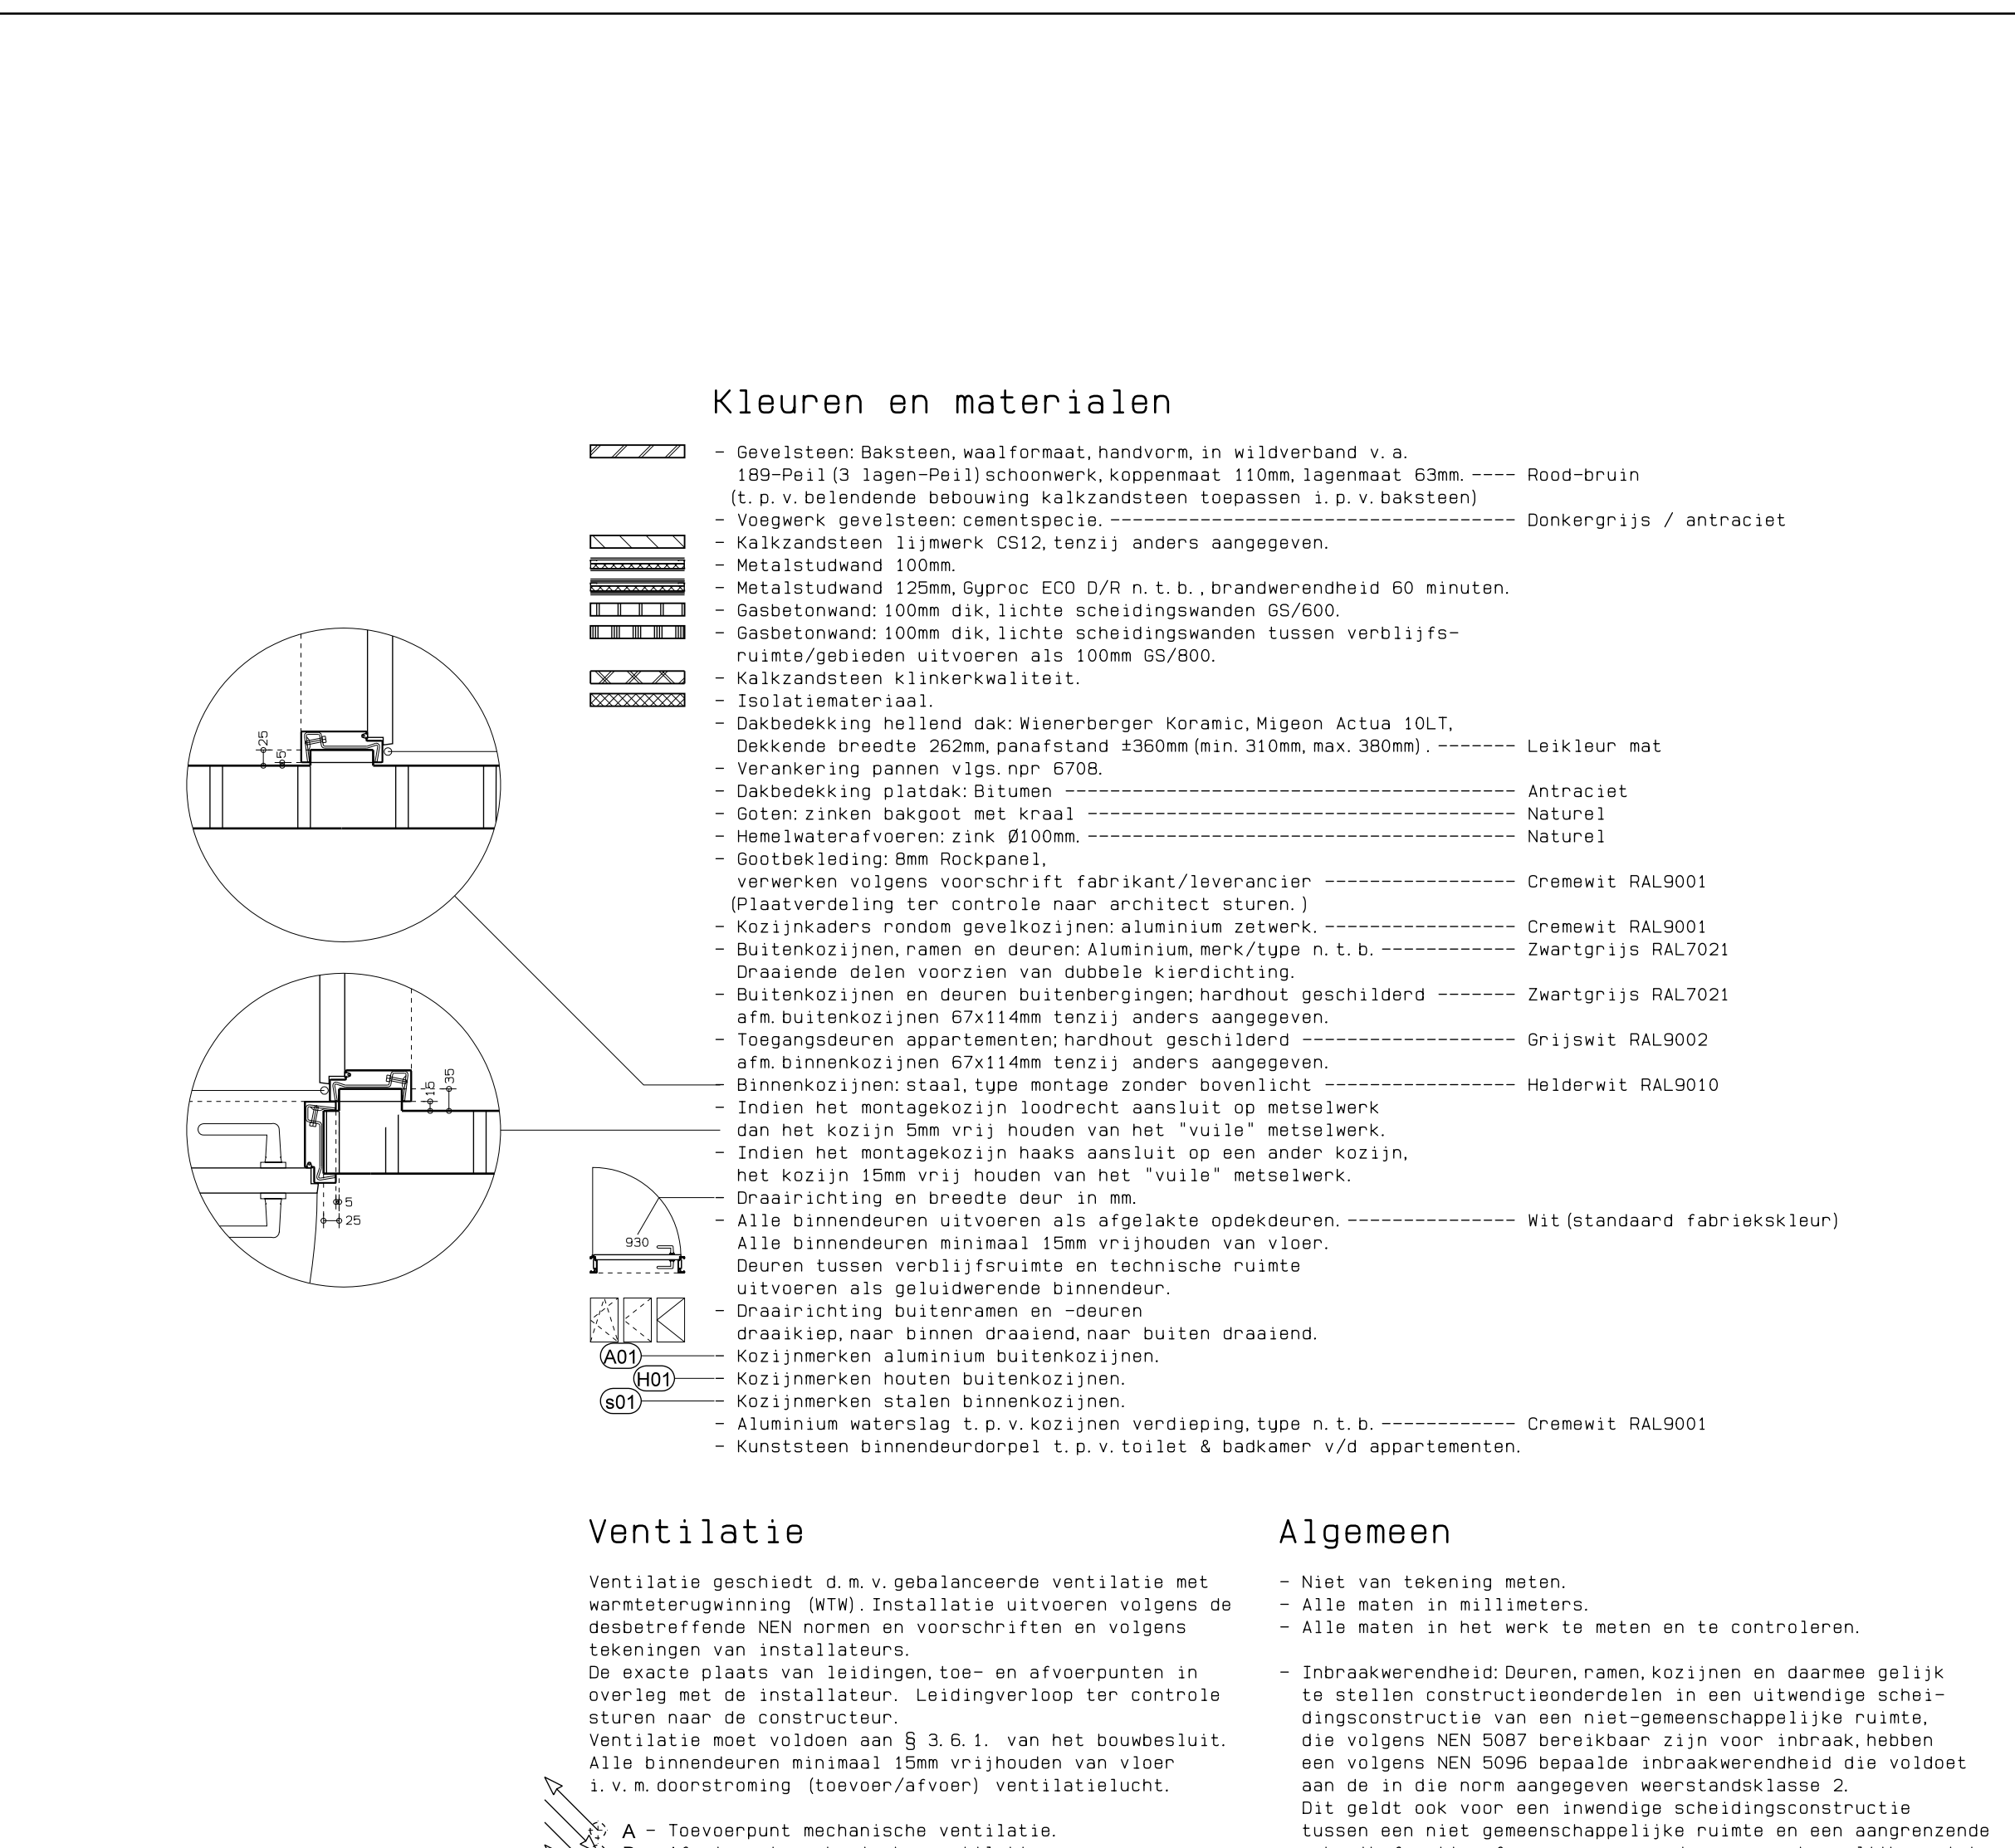 Kleuren en materialen
- Gevelsteen: Baksteen, waalformaat, handvorm, in wildverband v.a.
189-Peil (3 lagen-Peil) schoonwerk, koppenmaat 110mm, lagenmaat 63mm. ---- Rood-bruin
(t.p.v. belendende bebouwing kalkzandsteen toepassen i.p.v. baksteen)
- Voegwerk gevelsteen: cementspecie. ------------------------------------ Donkergrijs / antraciet
- Kalkzandsteen lijmwerk CS12, tenzij anders aangegeven.
- Metalstudwand 100mm.
- Metalstudwand 125mm, Gyproc ECO D/R n.t.b., brandwerendheid 60 minuten.
- Gasbetonwand: 100mm dik, lichte scheidingswanden GS/600.
- Gasbetonwand: 100mm dik, lichte scheidingswanden tussen verblijfs-
ruimte/gebieden uitvoeren als 100mm GS/800.
- Kalkzandsteen klinkerkwaliteit.
- Isolatiemateriaal.
- Dakbedekking hellend dak: Wienerberger Koramic, Migeon Actua 10LT,
Dekkende breedte 262mm, panafstand ±360mm (min. 310mm, max. 380mm). ------- Leikleur mat
- Verankering pannen vlgs. npr 6708.
- Dakbedekking platdak: Bitumen ---------------------------------------- Antraciet
- Goten: zinken bakgoot met kraal -------------------------------------- Naturel
- Hemelwaterafvoeren: zink Ø100mm. -------------------------------------- Naturel
- Gootbekleding: 8mm Rockpanel,
verwerken volgens voorschrift fabrikant/leverancier ----------------- Cremewit RAL9001
(Plaatverdeling ter controle naar architect sturen.)
- Kozijnkaders rondom gevelkozijnen: aluminium zetwerk. ----------------- Cremewit RAL9001
- Buitenkozijnen, ramen en deuren: Aluminium, merk/type n.t.b. ------------ Zwartgrijs RAL7021
Draaiende delen voorzien van dubbele kierdichting.
- Buitenkozijnen en deuren buitenbergingen; hardhout geschilderd ------- Zwartgrijs RAL7021
afm. buitenkozijnen 67x114mm tenzij anders aangegeven.
- Toegangsdeuren appartementen; hardhout geschilderd ------------------- Grijswit RAL9002
afm. binnenkozijnen 67x114mm tenzij anders aangegeven.
- Binnenkozijnen: staal, type montage zonder bovenlicht ----------------- Helderwit RAL9010
- Indien het montagekozijn loodrecht aansluit op metselwerk
dan het kozijn 5mm vrij houden van het "vuile" metselwerk.
- Indien het montagekozijn haaks aansluit op een ander kozijn,
het kozijn 15mm vrij houden van het "vuile" metselwerk.
- Draairichting en breedte deur in mm.
- Alle binnendeuren uitvoeren als afgelakte opdekdeuren. --------------- Wit (standaard fabriekskleur)
Alle binnendeuren minimaal 15mm vrijhouden van vloer.
Deuren tussen verblijfsruimte en technische ruimte
uitvoeren als geluidwerende binnendeur.
- Draairichting buitenramen en -deuren
draaikiep, naar binnen draaiend, naar buiten draaiend.
A01 - Kozijnmerken aluminium buitenkozijnen.
H01 - Kozijnmerken houten buitenkozijnen.
s01 - Kozijnmerken stalen binnenkozijnen.
- Aluminium waterslag t.p.v. kozijnen verdieping, type n.t.b. ------------ Cremewit RAL9001
- Kunststeen binnendeurdorpel t.p.v. toilet & badkamer v/d appartementen.
25
5
15
35
5
25
930
Ventilatie
Ventilatie geschiedt d.m.v. gebalanceerde ventilatie met
warmteterugwinning (WTW). Installatie uitvoeren volgens de
desbetreffende NEN normen en voorschriften en volgens
tekeningen van installateurs.
De exacte plaats van leidingen, toe- en afvoerpunten in
overleg met de installateur. Leidingverloop ter controle
sturen naar de constructeur.
Ventilatie moet voldoen aan § 3.6.1. van het bouwbesluit.
Alle binnendeuren minimaal 15mm vrijhouden van vloer
i.v.m. doorstroming (toevoer/afvoer) ventilatielucht.
A - Toevoerpunt mechanische ventilatie.
Algemeen
- Niet van tekening meten.
- Alle maten in millimeters.
- Alle maten in het werk te meten en te controleren.
- Inbraakwerendheid: Deuren, ramen, kozijnen en daarmee gelijk
te stellen constructieonderdelen in een uitwendige schei-
dingsconstructie van een niet-gemeenschappelijke ruimte,
die volgens NEN 5087 bereikbaar zijn voor inbraak, hebben
een volgens NEN 5096 bepaalde inbraakwerendheid die voldoet
aan de in die norm aangegeven weerstandsklasse 2.
Dit geldt ook voor een inwendige scheidingsconstructie
tussen een niet gemeenschappelijke ruimte en een aangrenzende